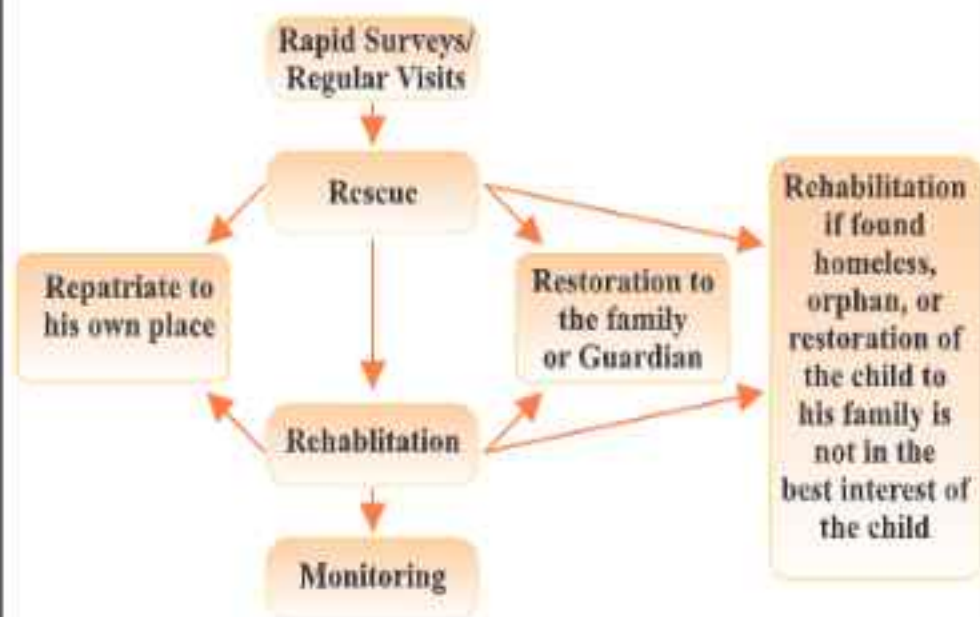 Rapid Surveys/
Regular Visits
Rescue
Repatriate to
his own place
Restoration to
the family
or Guardian
Rehabilitation
if found
homeless,
orphan, or
restoration of
the child to
his family is
not in the
best interest of
the child
Rehablitation
Monitoring